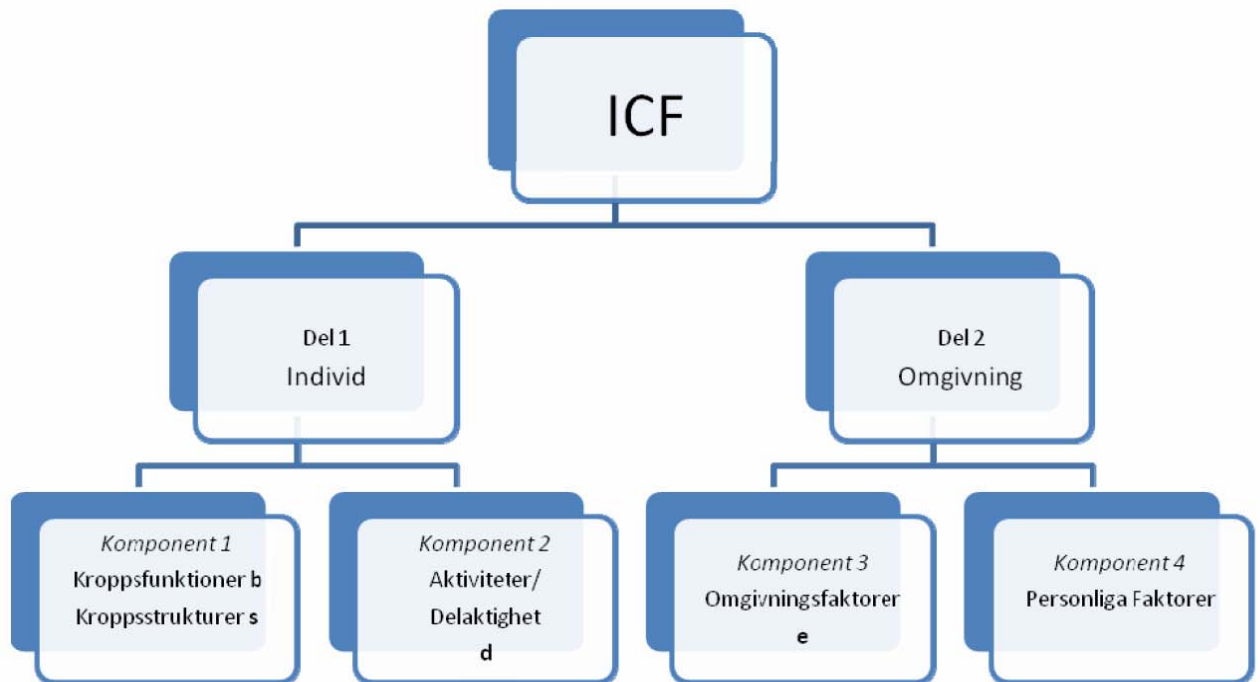 ICF
Del 1
Individ
Del 2
Omgivning
Komponent 1
Kroppsfunktioner b
Kroppsstrukturer s
Komponent 2
Aktiviteter/
Delaktighet
d
Komponent 3
Omgivningsfaktorer
e
Komponent 4
Personliga Faktorer